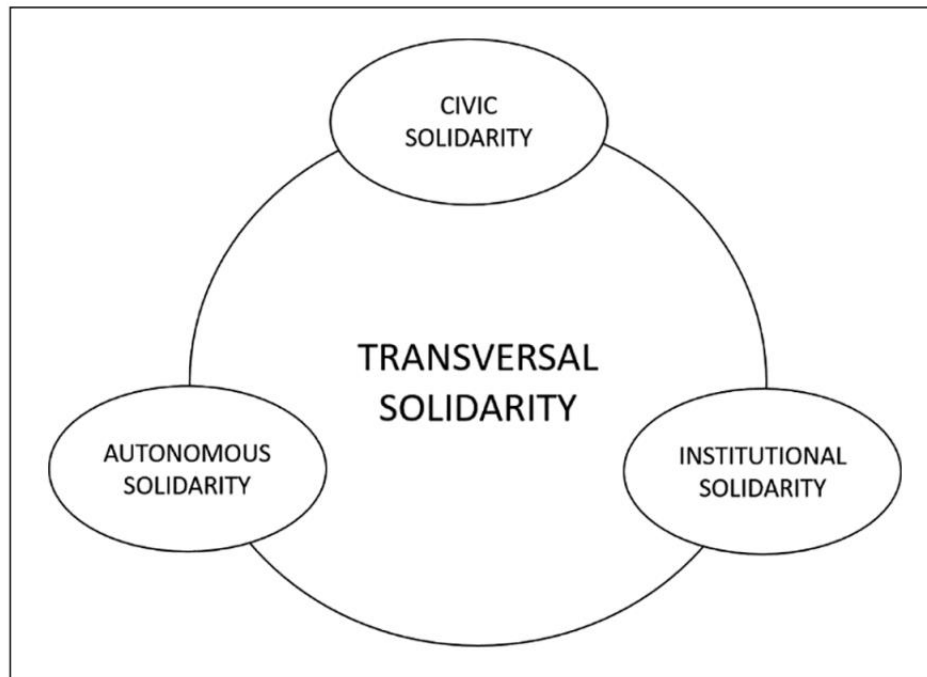 CIVIC
SOLIDARITY
TRANSVERSAL
SOLIDARITY
AUTONOMOUS
SOLIDARITY
INSTITUTIONAL
SOLIDARITY